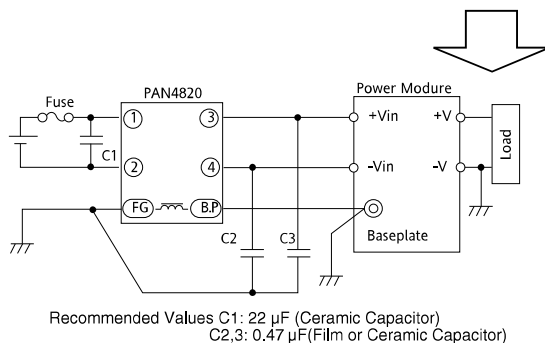 Fuse
PAN4820
Power Modure
1
3
+Vin
+V
C1
Load
2
4
-Vin
-V
FG
B.P
Baseplate
C2
C3
Recommended Values C1: 22 µF (Ceramic Capacitor)
C2,3: 0.47 µF(Film or Ceramic Capacitor)